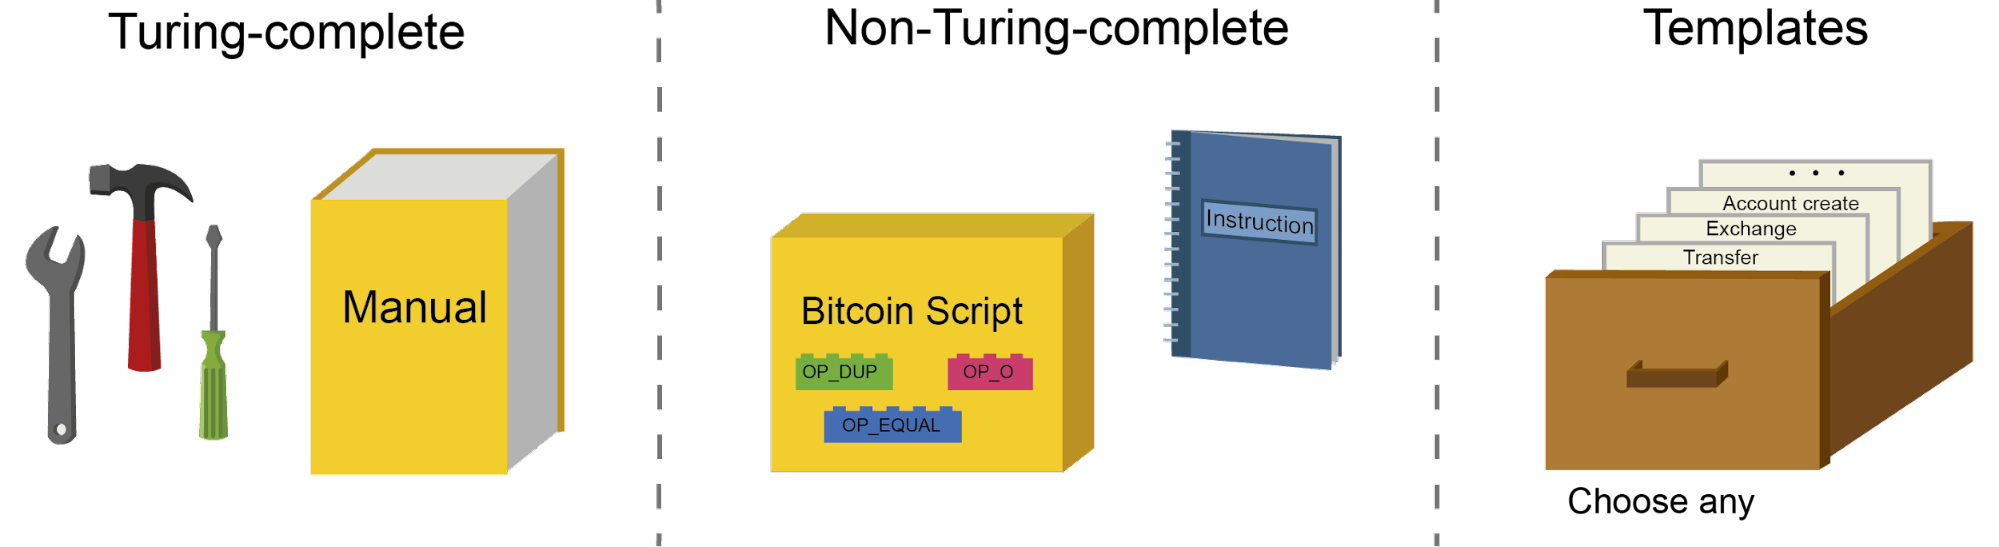 Turing-complete
Manual
Non-Turing-complete
Bitcoin Script
OP_DUP
OP_O
OP_EQUAL
Instruction
Templates
• • •
Account create
Exchange
Transfer
Choose any